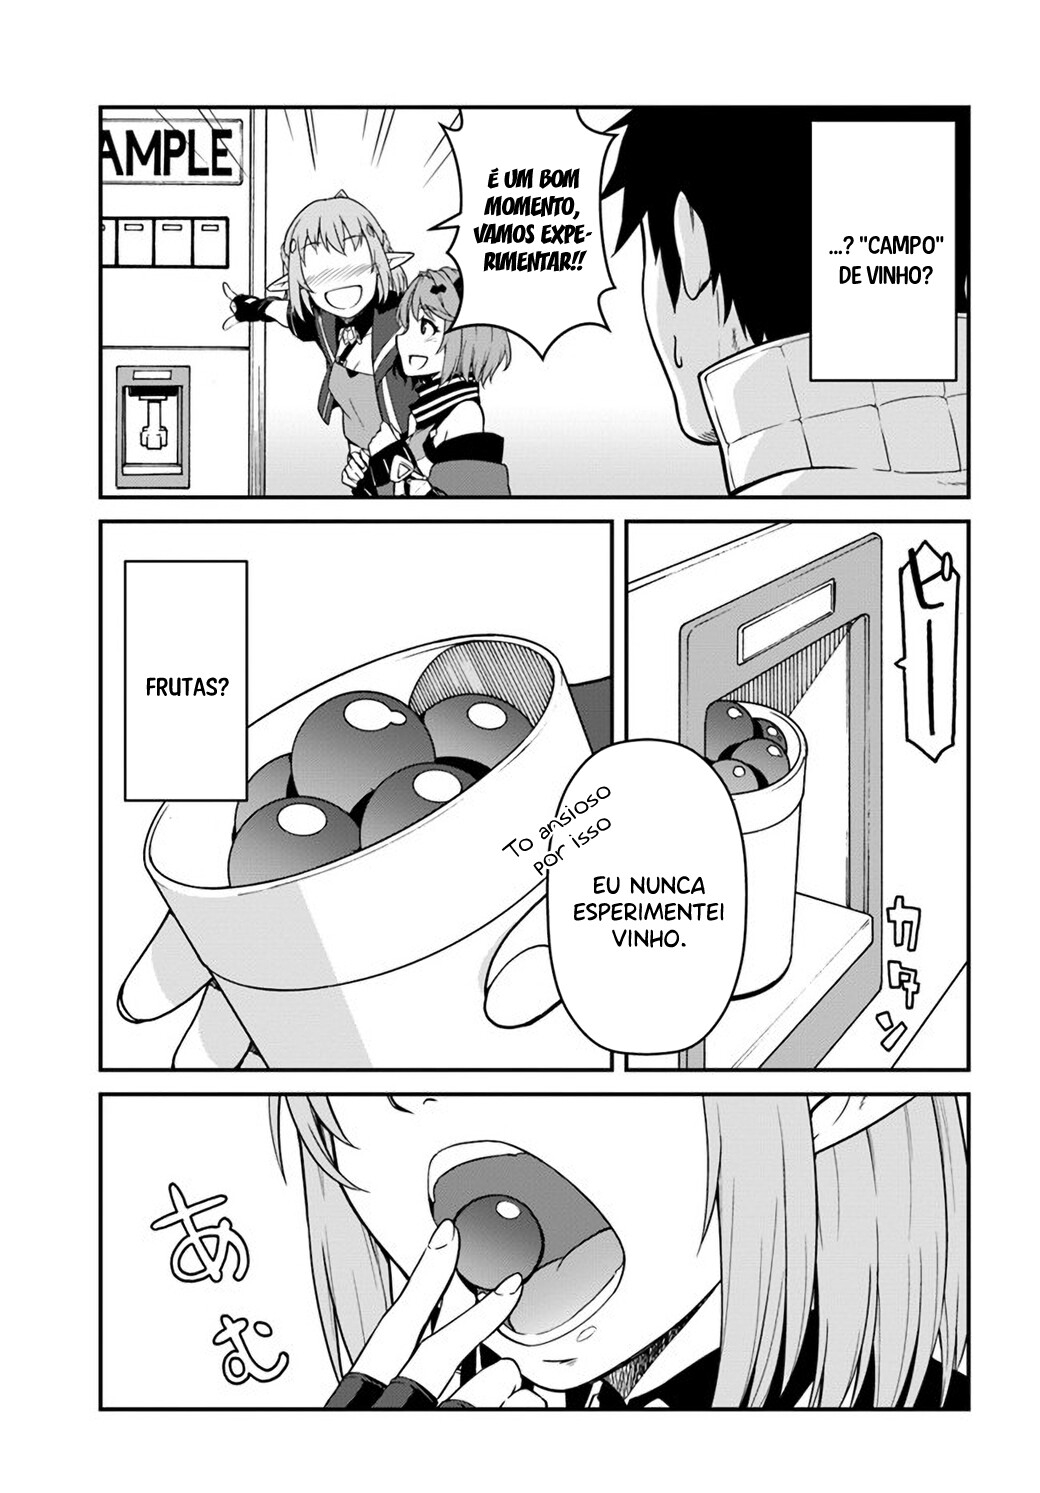 ...? "CAMPO"
DE VINHO?
É UM BOM
MOMENTO,
VAMOS EXPE-
RIMENTAR!!
AMPLE
ピー
カタン
To ansioso
por isso
EU NUNCA
ESPERIMENTEI
VINHO.
FRUTAS?
あむ